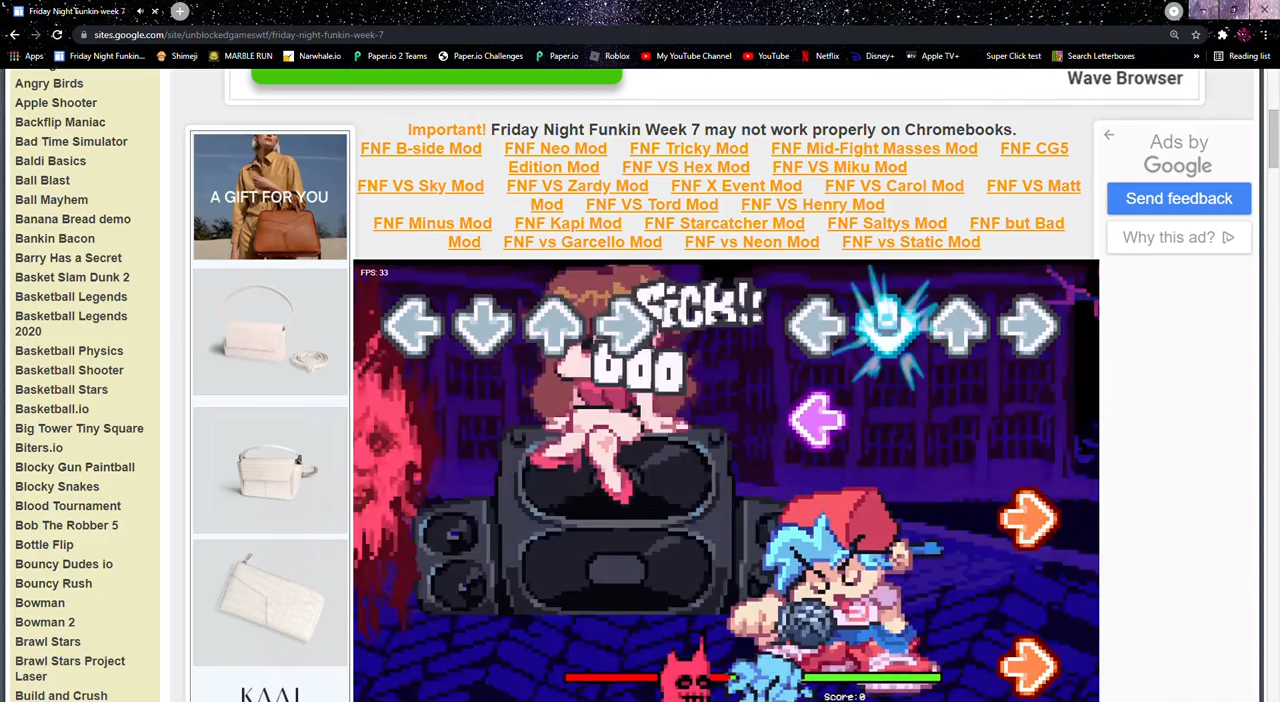 Friday Night Funkin week 7
sites.google.com/site/unblockedgameswtf/friday-night-funkin-week-7
Apps Friday Night Funkin... Shimeji MARBLE RUN Narwhale.io Paper.io 2 Teams Paper.io Challenges Paper.io Roblox My YouTube Channel YouTube Netflix Disney+ Apple TV+ Super Click test Search Letterboxes » Reading list
Angry Birds
Apple Shooter
Backflip Maniac
Bad Time Simulator
Baldi Basics
Ball Blast
Ball Mayhem
Banana Bread demo
Bankin Bacon
Barry Has a Secret
Basket Slam Dunk 2
Basketball Legends
Basketball Legends
2020
Basketball Physics
Basketball Shooter
Basketball Stars
Basketball.io
Big Tower Tiny Square
Biters.io
Blocky Gun Paintball
Blocky Snakes
Blood Tournament
Bob The Robber 5
Bottle Flip
Bouncy Dudes io
Bouncy Rush
Bowman
Bowman 2
Brawl Stars
Brawl Stars Project
Laser
Build and Crush
Wave Browser
A GIFT FOR YOU
Important! Friday Night Funkin Week 7 may not work properly on Chromebooks.
FNF B-side Mod FNF Neo Mod FNF Tricky Mod FNF Mid-Fight Masses Mod FNF CG5
Edition Mod FNF VS Hex Mod FNF VS Miku Mod
FNF VS Sky Mod FNF VS Zardy Mod FNF X Event Mod FNF VS Carol Mod FNF VS Matt
Mod FNF VS Tord Mod FNF VS Henry Mod
FNF Minus Mod FNF Kapi Mod FNF Starcatcher Mod FNF Saltys Mod FNF but Bad
Mod FNF vs Garcello Mod FNF vs Neon Mod FNF vs Static Mod
FPS: 33
SiCK!!
Score:0
Ads by
Google
Send feedback
Why this ad?